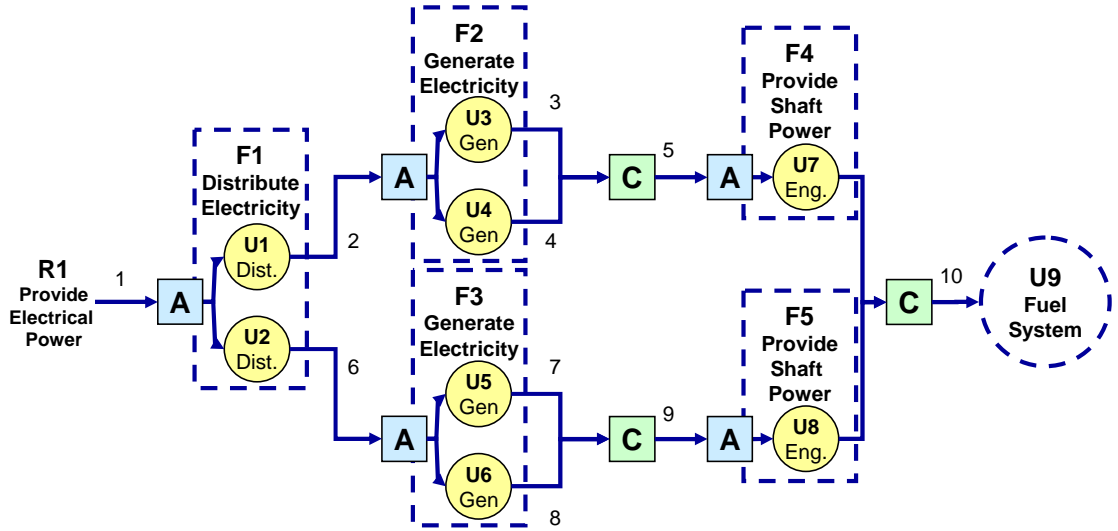 R1
Provide
Electrical
Power
1
A
F1
Distribute
Electricity
U1
Dist.
U2
Dist.
2
6
A
F2
Generate
Electricity
U3
Gen
U4
Gen
3
4
C
5
A
F4
Provide
Shaft
Power
U7
Eng.
A
F3
Generate
Electricity
U5
Gen
U6
Gen
7
8
C
9
A
F5
Provide
Shaft
Power
U8
Eng.
C
10
U9
Fuel
System